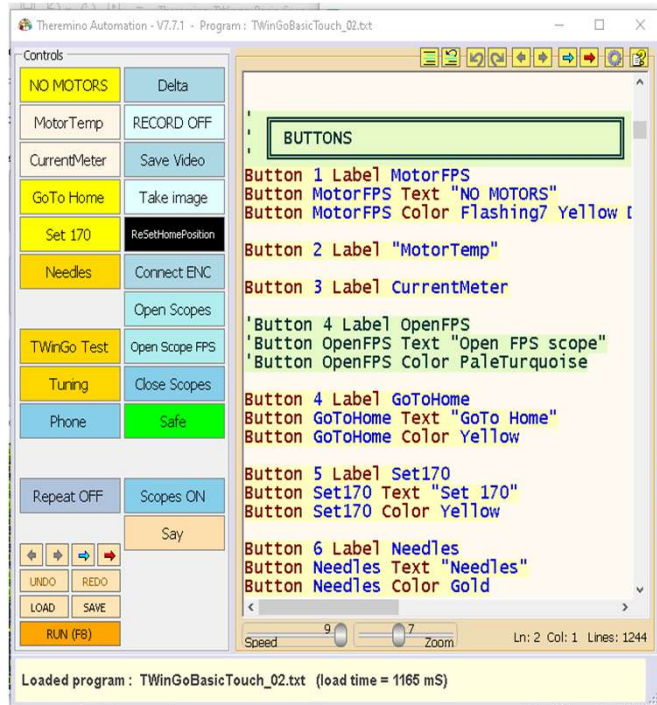 Theremino Automation - V7.7.1 - Program : TWinGoBasicTouch_02.txt
Controls
NO MOTORS
Delta
MotorTemp
RECORD OFF
CurrentMeter
Save Video
GoTo Home
Take image
Set 170
ReSetHomePosition
Needles
Connect ENC
Open Scopes
TWinGo Test
Open Scope FPS
Tuning
Close Scopes
Phone
Safe
Repeat OFF
Scopes ON
Say
UNDO
REDO
LOAD
SAVE
RUN (F8)
'
' BUTTONS
'
Button 1 Label MotorFPS
Button MotorFPS Text "NO MOTORS"
Button MotorFPS Color Flashing7 Yellow
Button 2 Label "MotorTemp"
Button 3 Label CurrentMeter
'Button 4 Label OpenFPS
'Button OpenFPS Text "Open FPS scope"
'Button OpenFPS Color PaleTurquoise
Button 4 Label GoToHome
Button GoToHome Text "GoTo Home"
Button GoToHome Color Yellow
Button 5 Label Set170
Button Set170 Text "Set 170"
Button Set170 Color Yellow
Button 6 Label Needles
Button Needles Text "Needles"
Button Needles Color Gold
Speed 9 7 Zoom
Ln: 2 Col: 1 Lines: 1244
Loaded program : TWinGoBasicTouch_02.txt (load time = 1165 mS)